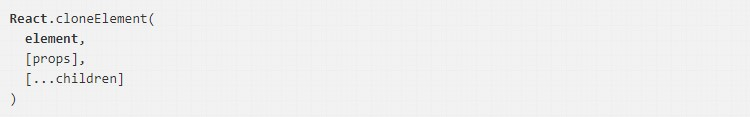 React.cloneElement(
  element,
  [props],
  [...children]
)